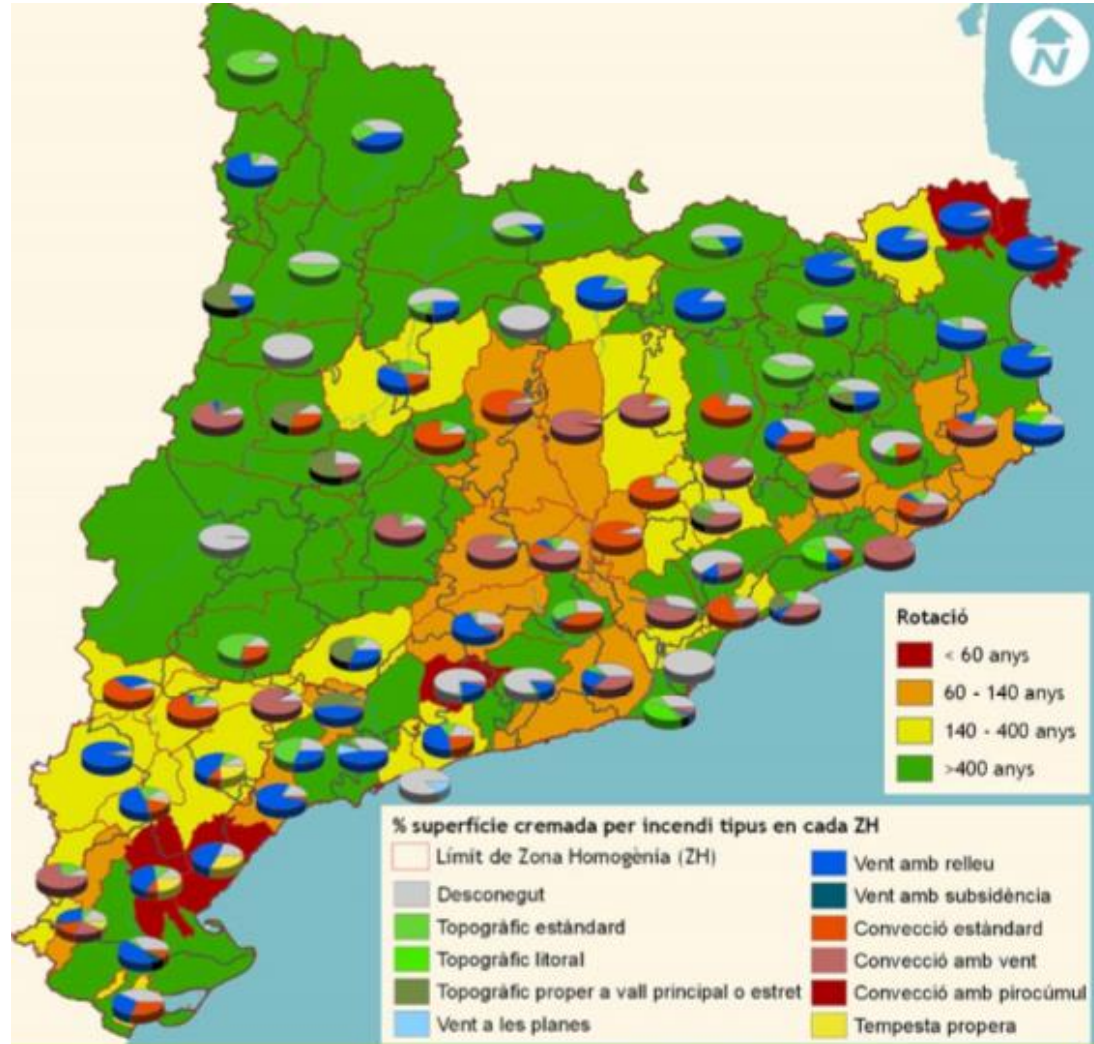 N
Rotació
< 60 anys
60 - 140 anys
140 - 400 anys
>400 anys
% superfície cremada per incendi tipus en cada ZH
Límit de Zona Homogènia (ZH)
Desconegut
Topogràfic estàndard
Topogràfic litoral
Topogràfic proper a vall principal o estret
Vent a les planes
Vent amb relleu
Vent amb subsidència
Convecció estàndard
Convecció amb vent
Convecció amb pirocúmul
Tempesta propera